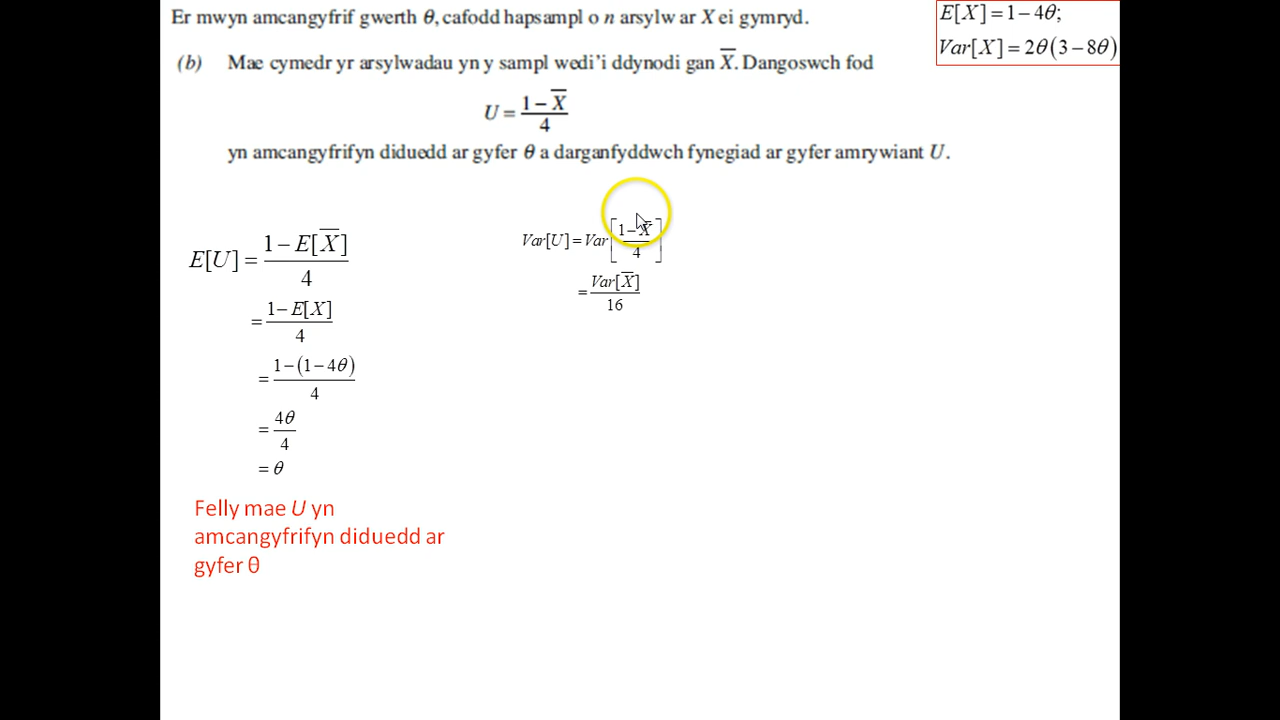 Er mwyn amcangyfrif gwerth θ, cafodd hapsampl o n arsylw ar X ei gymryd.
E[X] = 1 − 4θ;
Var[X] = 2θ(3 − 8θ)
(b) Mae cymedr yr arsylwadau yn y sampl wedi’i ddynodi gan X̅. Dangoswch fod
U = (1 − X̅)/4
yn amcangyfrifyn diduedd ar gyfer θ a darganfyddwch fynegiad ar gyfer amrywiant U.
E[U] = (1 − E[X̅])/4
= (1 − E[X])/4
= (1 − (1 − 4θ))/4
= 4θ/4
= θ
Felly mae U yn
amcangyfrifyn diduedd ar
gyfer θ
Var[U] = Var[(1 − X̅)/4]
= Var[X̅]/16